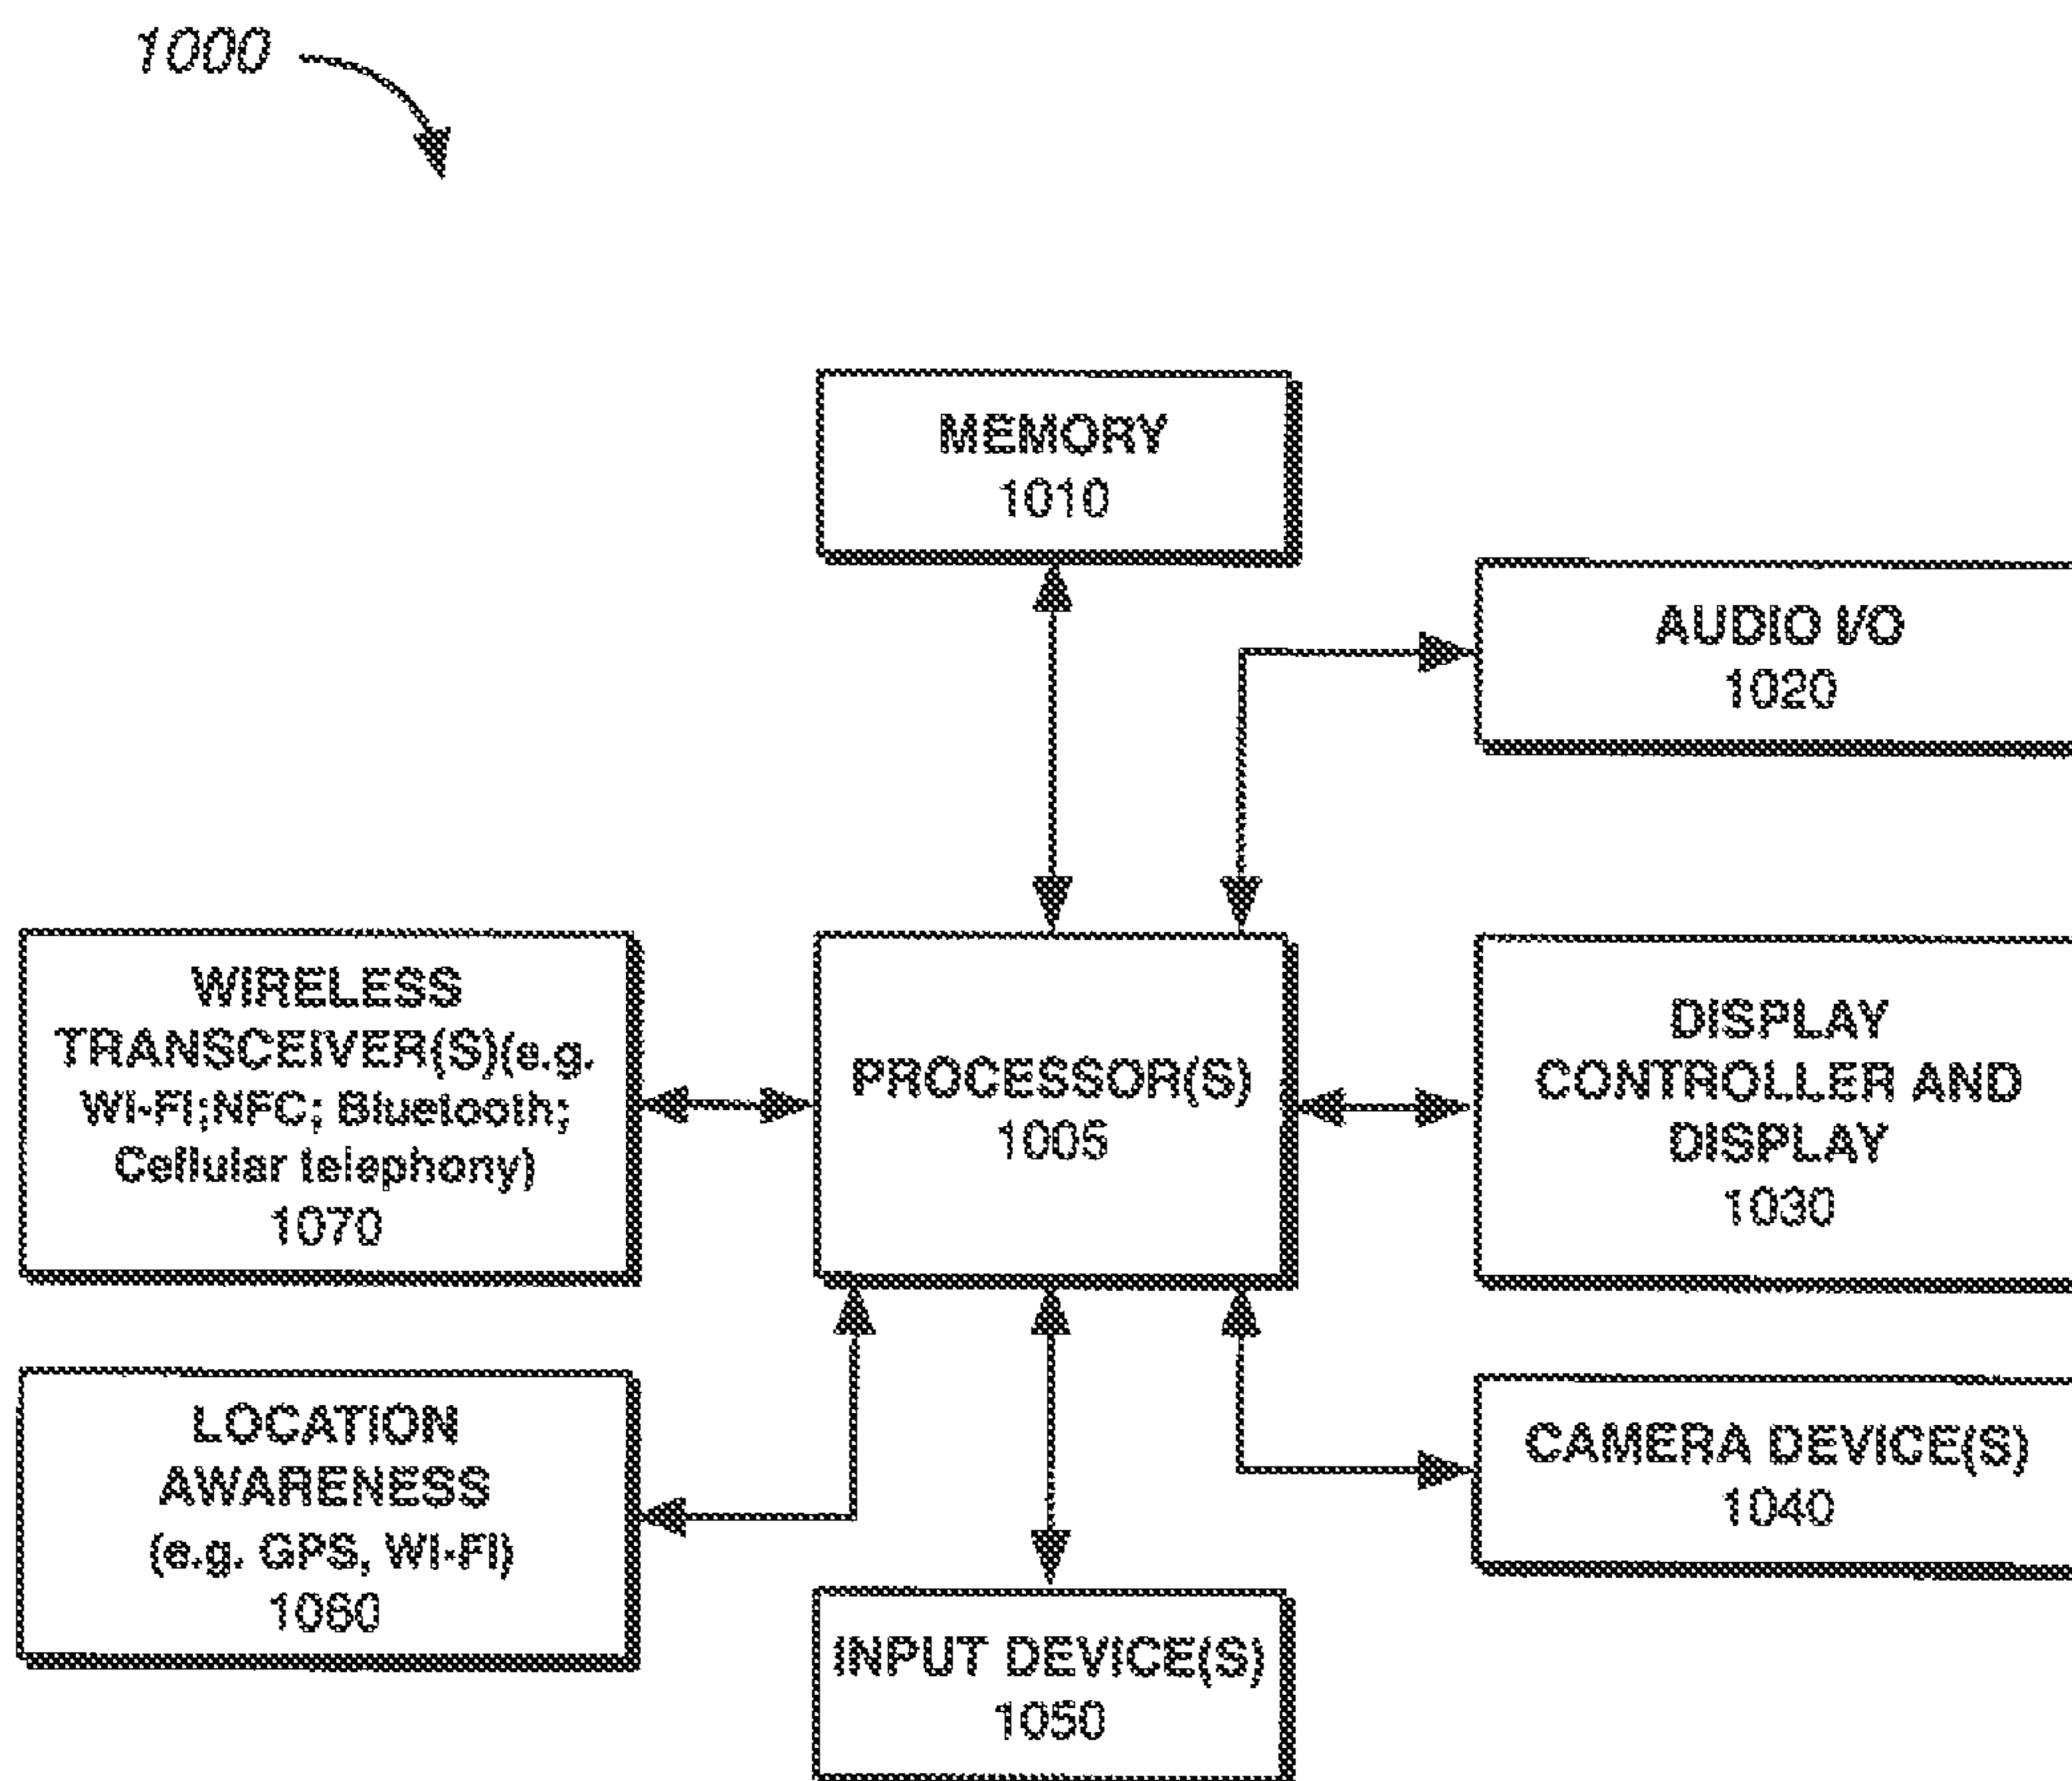 1000
MEMORY
1010
AUDIO I/O
1020
WIRELESS
TRANSCEIVER(S)(e.g.
WI-FI;NFC; Bluetooth;
Cellular telephony)
1070
PROCESSOR(S)
1005
DISPLAY
CONTROLLER AND
DISPLAY
1030
LOCATION
AWARENESS
(e.g. GPS, WI-FI)
1060
INPUT DEVICE(S)
1050
CAMERA DEVICE(S)
1040